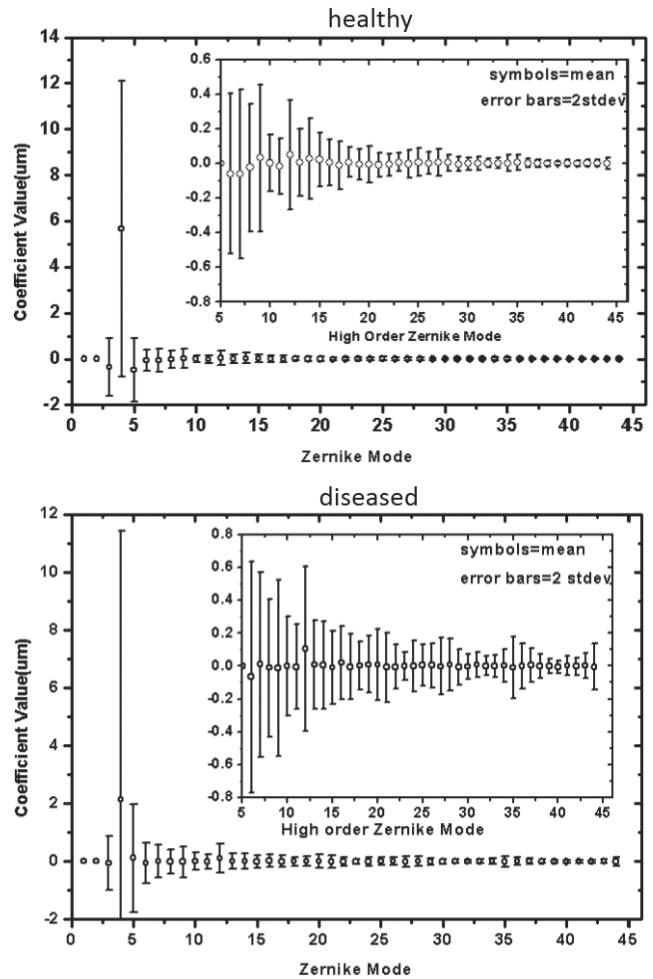 healthy
14
12
10
8
6
4
2
0
-2
Coefficient Value(um)
0 5 10 15 20 25 30 35 40 45
Zernike Mode
0.6
0.4
0.2
0.0
-0.2
-0.4
-0.6
-0.8
symbols=mean
error bars=2stdev
5 10 15 20 25 30 35 40 45
High Order Zernike Mode
diseased
12
10
8
6
4
2
0
-2
Coefficient Value(um)
0 5 10 15 20 25 30 35 40 45
Zernike Mode
0.8
0.6
0.4
0.2
0.0
-0.2
-0.4
-0.6
-0.8
symbols=mean
error bars=2 stdev
5 10 15 20 25 30 35 40 45
High order Zernike Mode